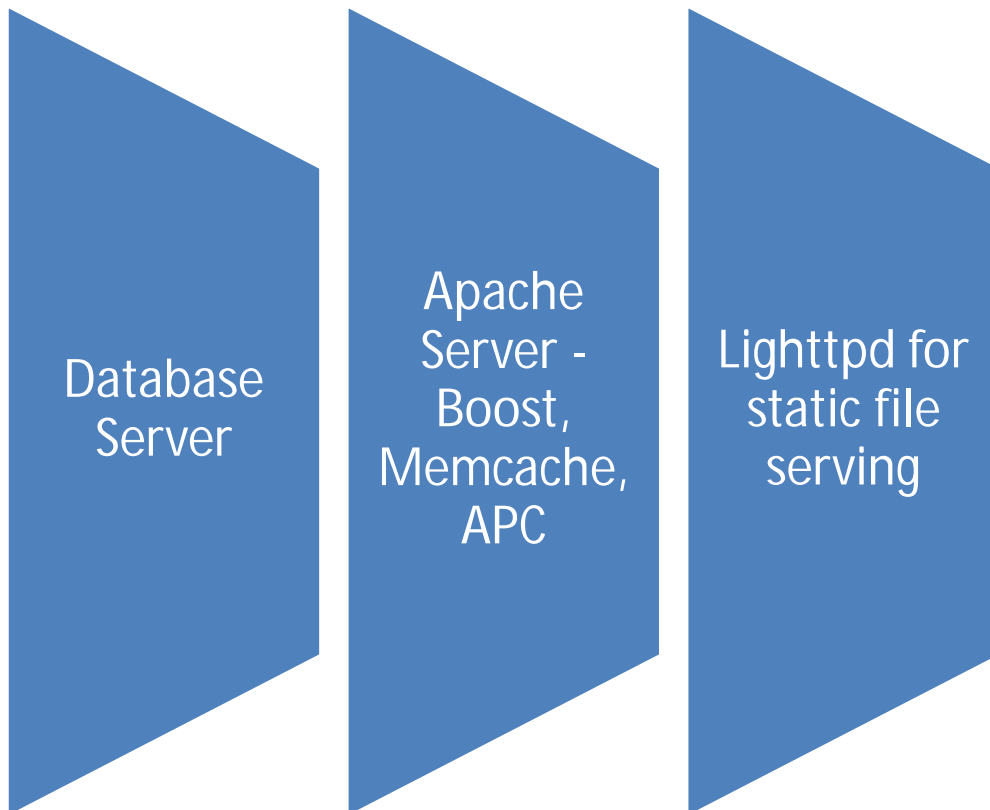 Database
Server
Apache
Server -
Boost,
Memcache,
APC
Lighttpd for
static file
serving